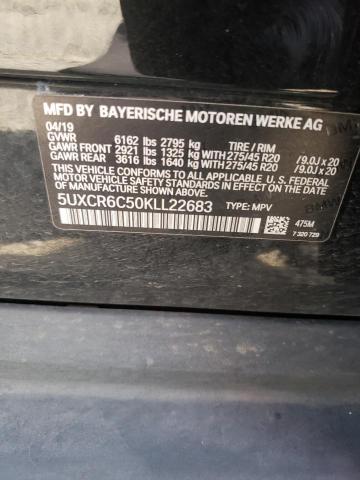 MFD BY BAYERISCHE MOTOREN WERKE AG
04/19
GVWR 6162 lbs 2795 kg TIRE / RIM
GAWR FRONT 2921 lbs 1325 kg WITH 275/45 R20 /9.0J x 20
GAWR REAR 3616 lbs 1640 kg WITH 275/45 R20 /9.0J x 20
THIS VEHICLE CONFORMS TO ALL APPLICABLE U.S. FEDERAL
MOTOR VEHICLE SAFETY STANDARDS IN EFFECT ON THE DATE
OF MANUFACTURE SHOWN ABOVE.
5UXCR6C50KLL22683 TYPE: MPV
475M
7 320 729